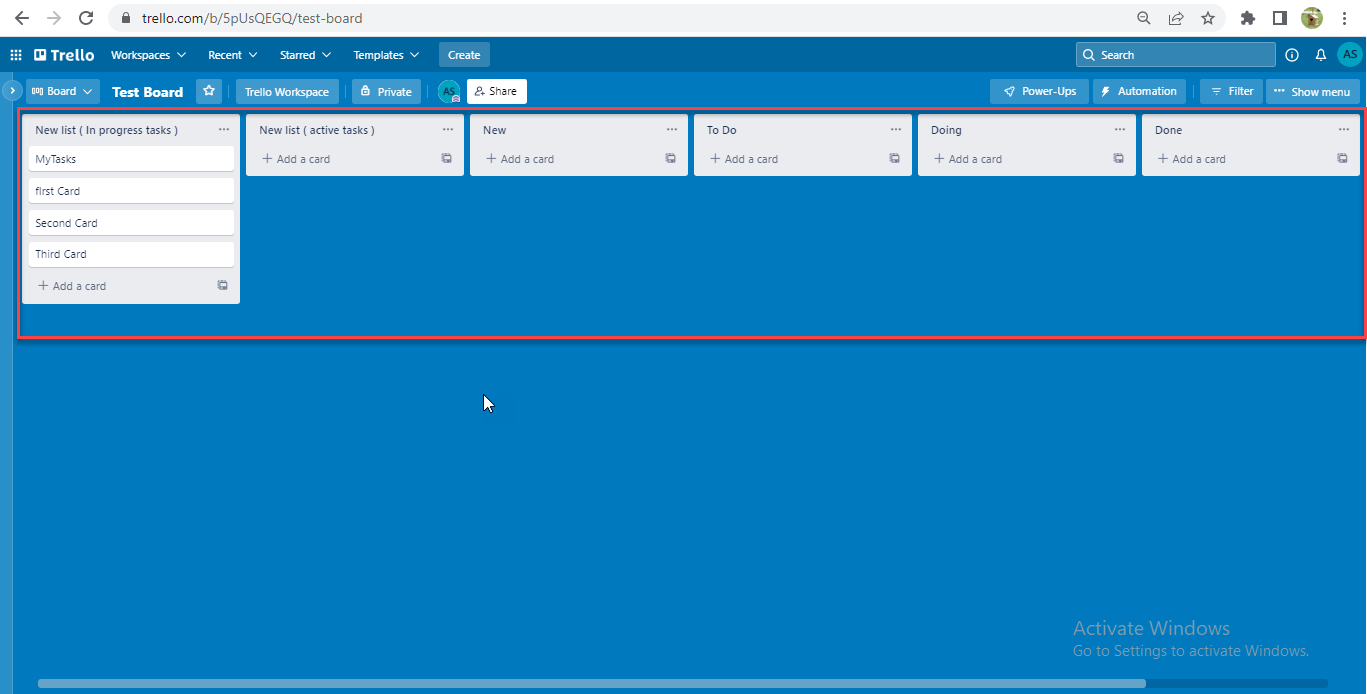 trello.com/b/5pUsQEGQ/test-board
Trello Workspaces Recent Starred Templates Create Search AS
Board Test Board Trello Workspace Private AS Share Power-Ups Automation Filter Show menu
New list ( In progress tasks )
MyTasks
first Card
Second Card
Third Card
Add a card
New list ( active tasks )
Add a card
New
Add a card
To Do
Add a card
Doing
Add a card
Done
Add a card
Activate Windows
Go to Settings to activate Windows.